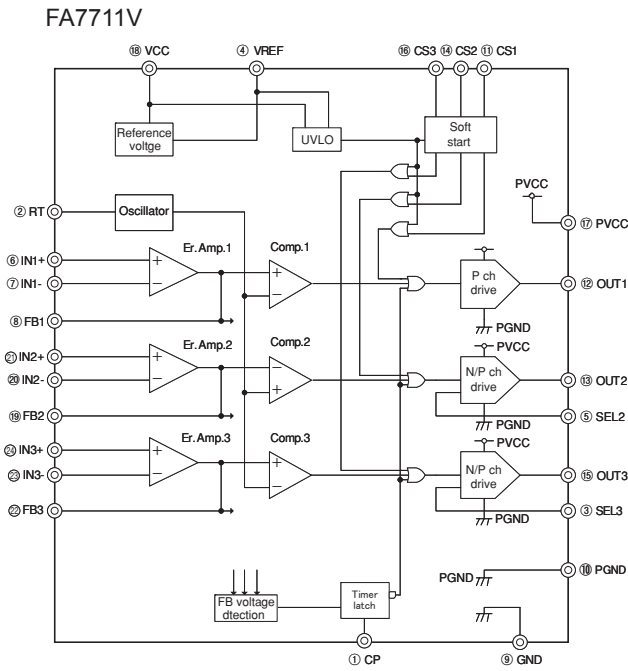 FA7711V
⑱ VCC
④ VREF
⑯ CS3 ⑭ CS2 ⑪ CS1
Reference
voltge
UVLO
Soft
start
PVCC
② RT
Oscillator
⑰ PVCC
⑥ IN1+
⑦ IN1-
⑧ FB1
Er.Amp.1
+
−
Comp.1
+
−
P ch
drive
PGND
⑫ OUT1
㉑ IN2+
⑳ IN2-
⑲ FB2
Er.Amp.2
+
−
Comp.2
−
+
PVCC
N/P ch
drive
PGND
⑬ OUT2
⑤ SEL2
㉔ IN3+
㉓ IN3-
㉒ FB3
Er.Amp.3
+
−
Comp.3
+
−
PVCC
N/P ch
drive
PGND
⑮ OUT3
③ SEL3
PGND
⑩ PGND
FB voltage
dtection
Timer
latch
① CP
⑨ GND